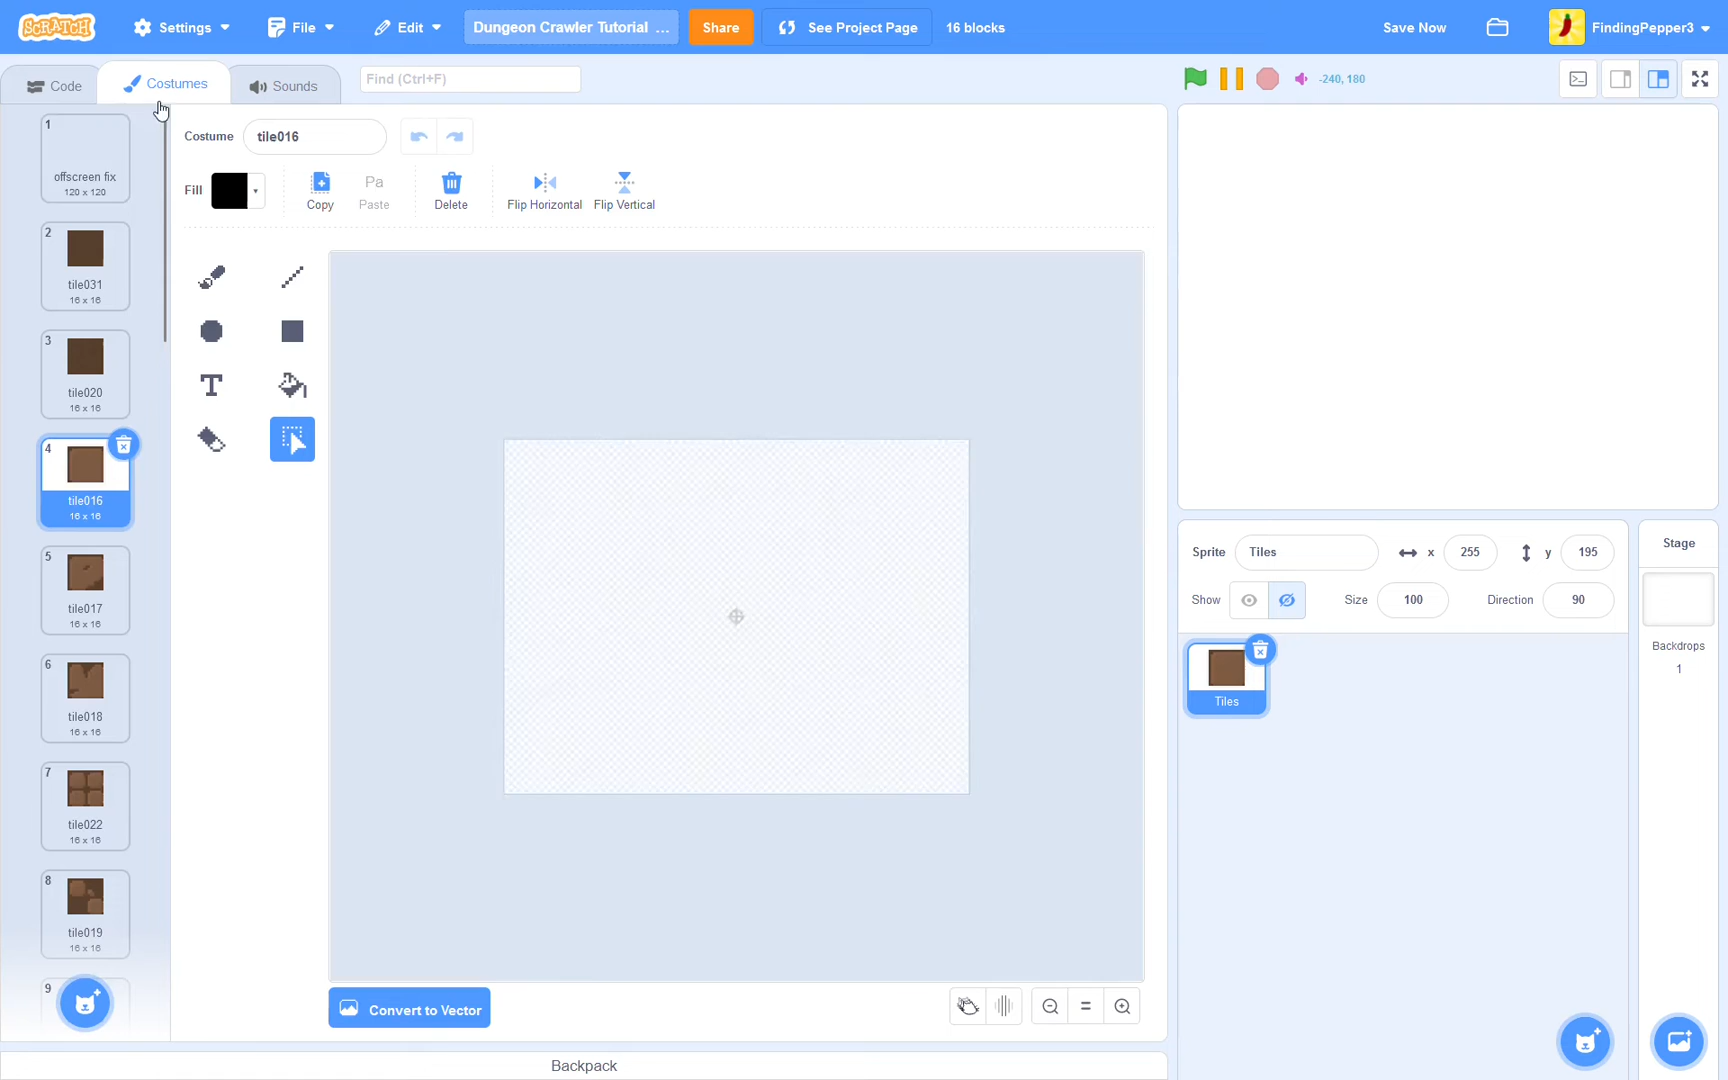 SCRATCH Settings File Edit Dungeon Crawler Tutorial ... Share See Project Page 16 blocks Save Now FindingPepper3
Code Costumes Sounds Find (Ctrl+F) -240, 180
1
offscreen fix
120 x 120
2
tile031
16 x 16
3
tile020
16 x 16
4
tile016
16 x 16
5
tile017
16 x 16
6
tile018
16 x 16
7
tile022
16 x 16
8
tile019
16 x 16
9
Costume tile016
Fill Copy Pa Paste Delete Flip Horizontal Flip Vertical
T
Convert to Vector
Backpack
Sprite Tiles x 255 y 195
Show Size 100 Direction 90
Tiles
Stage
Backdrops
1